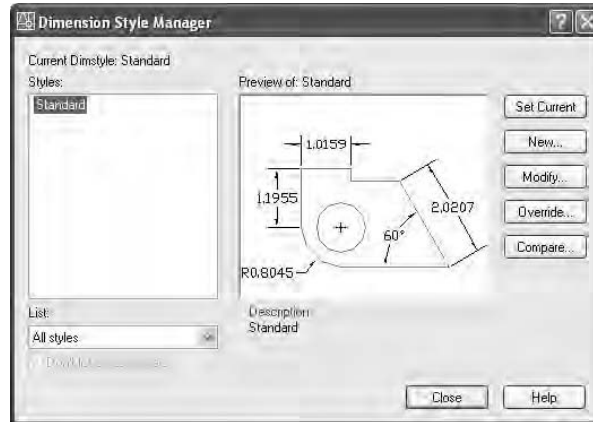 Dimension Style Manager
Current Dimstyle: Standard
Styles:
Preview of: Standard
Standard
Set Current
New...
Modify...
Override...
Compare...
1.0159
1.1955
2.0207
60°
R0.8045
List:
All styles
Description:
Standard
Close
Help